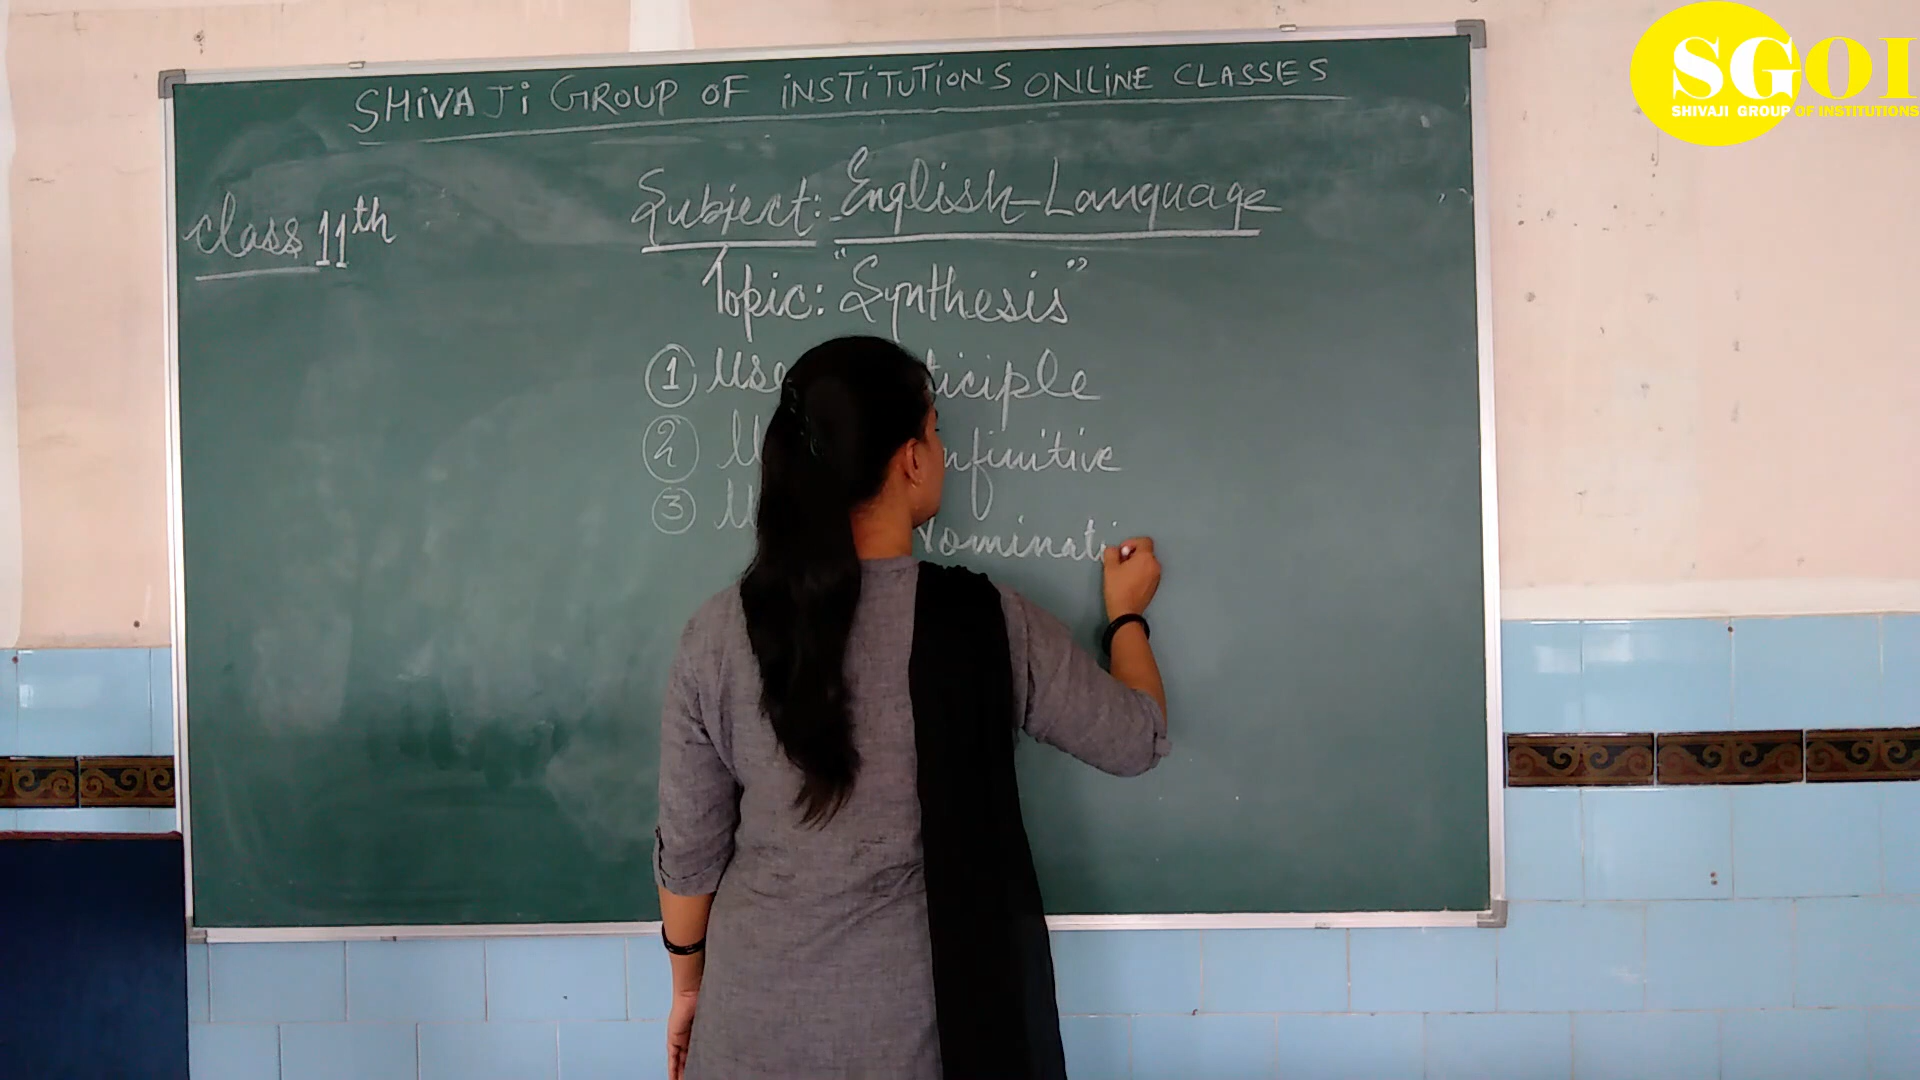 SHIVAJI GROUP OF INSTITUTIONS ONLINE CLASSES
SGOI
SHIVAJI GROUP OF INSTITUTIONS
Subject:- English-Language
class 11th
Topic: "Synthesis"
① Use ticiple
② U nfinitive
③ U ominati